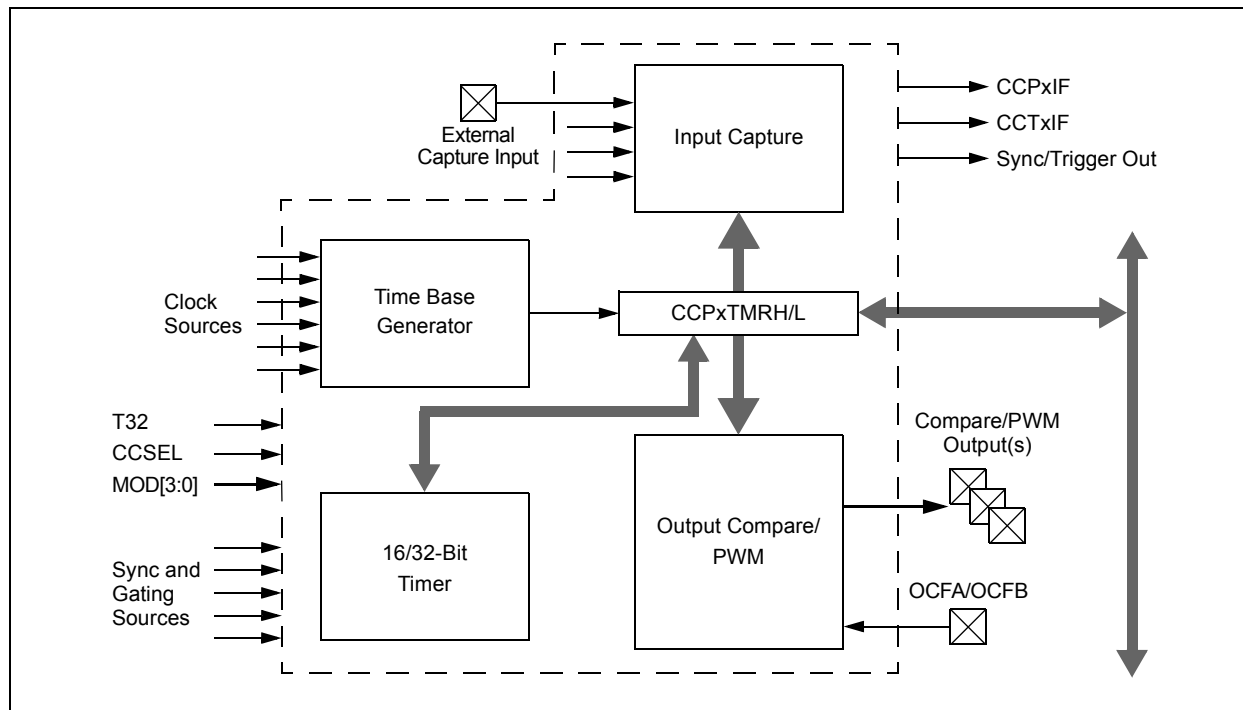 External
Capture Input
Input Capture
CCPxIF
CCTxIF
Sync/Trigger Out
Clock
Sources
Time Base
Generator
CCPxTMRH/L
T32
CCSEL
MOD[3:0]
Sync and
Gating
Sources
16/32-Bit
Timer
Output Compare/
PWM
Compare/PWM
Output(s)
OCFA/OCFB